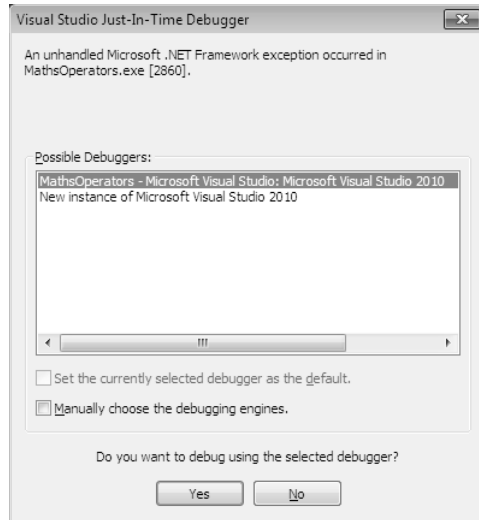 Visual Studio Just-In-Time Debugger
An unhandled Microsoft .NET Framework exception occurred in
MathsOperators.exe [2860].
Possible Debuggers:
MathsOperators - Microsoft Visual Studio: Microsoft Visual Studio 2010
New instance of Microsoft Visual Studio 2010
Set the currently selected debugger as the default.
Manually choose the debugging engines.
Do you want to debug using the selected debugger?
Yes
No